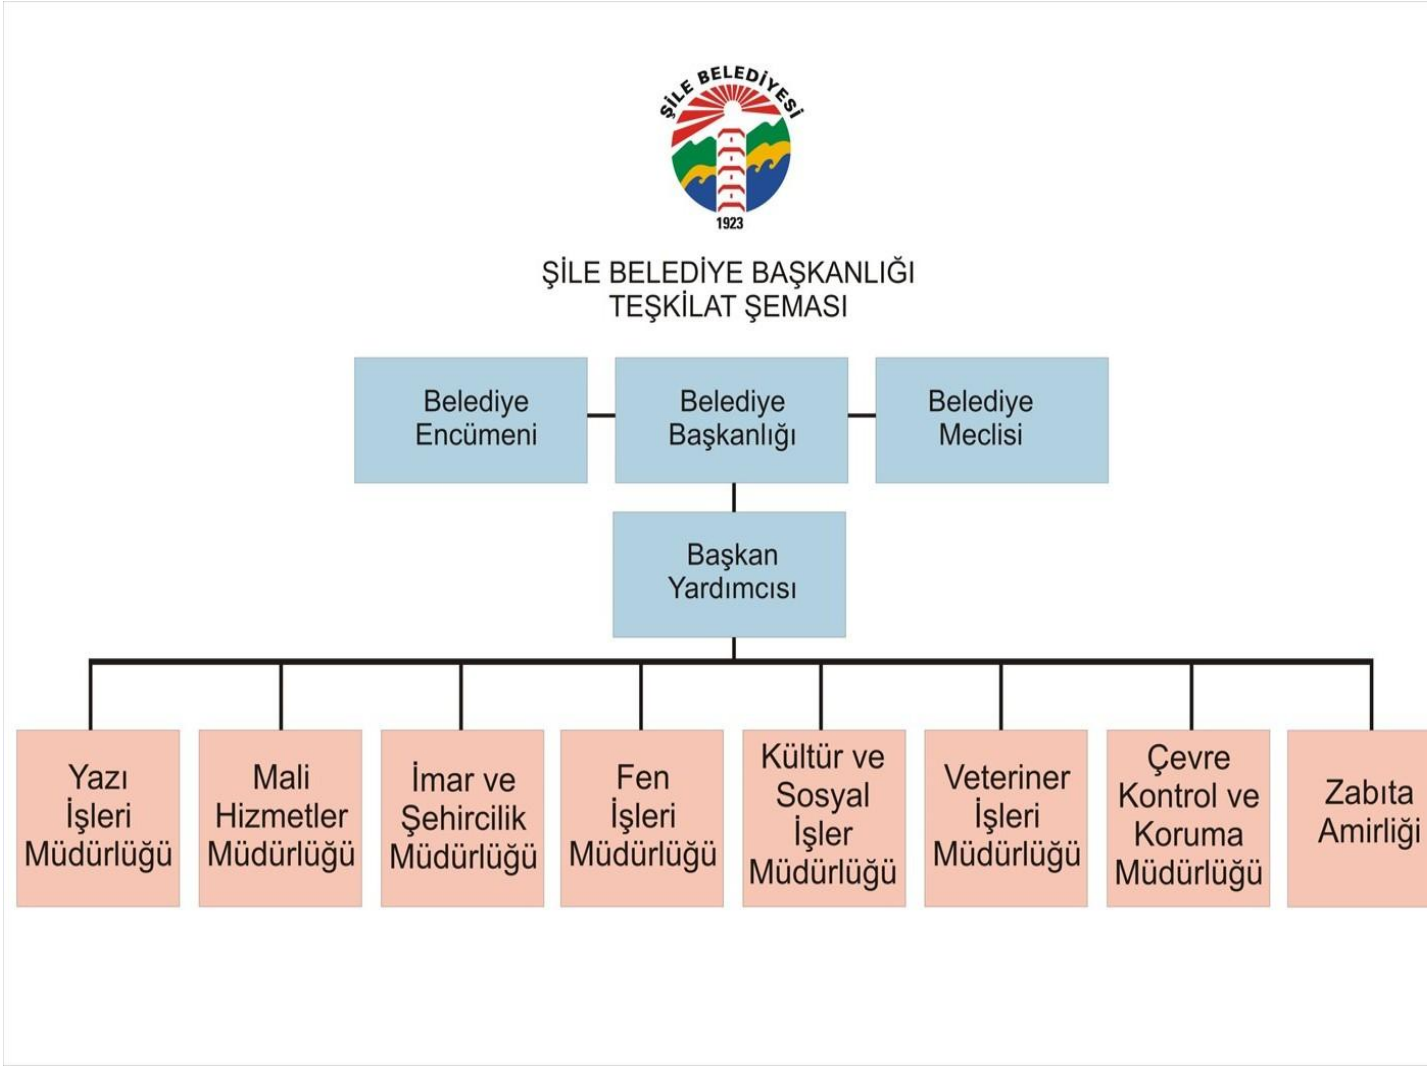 ŞİLE BELEDİYESİ
1923
ŞİLE BELEDİYE BAŞKANLIĞI
TEŞKİLAT ŞEMASI
Belediye
Encümeni
Belediye
Başkanlığı
Belediye
Meclisi
Başkan
Yardımcısı
Yazı
İşleri
Müdürlüğü
Mali
Hizmetler
Müdürlüğü
İmar ve
Şehircilik
Müdürlüğü
Fen
İşleri
Müdürlüğü
Kültür ve
Sosyal
İşler
Müdürlüğü
Veteriner
İşleri
Müdürlüğü
Çevre
Kontrol ve
Koruma
Müdürlüğü
Zabıta
Amirliği